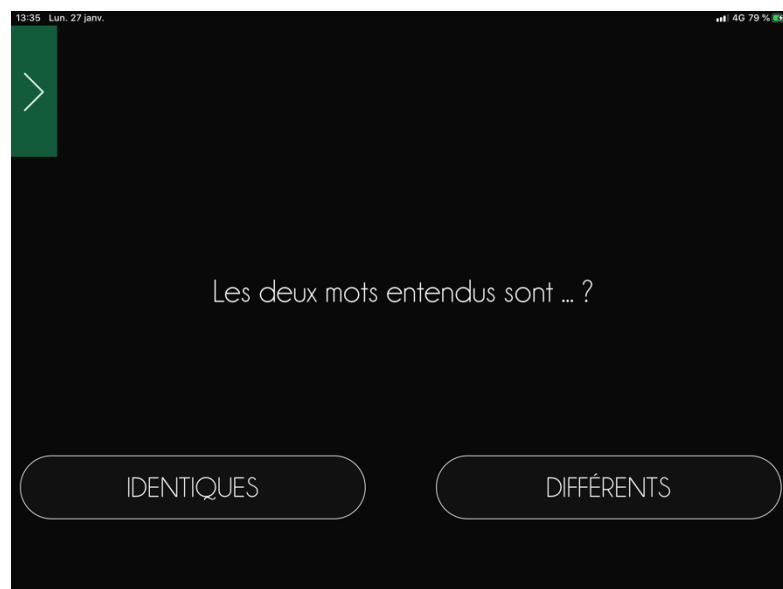 13:35 Lun. 27 janv.
4G 79 %
Les deux mots entendus sont ... ?
IDENTIQUES
DIFFÉRENTS